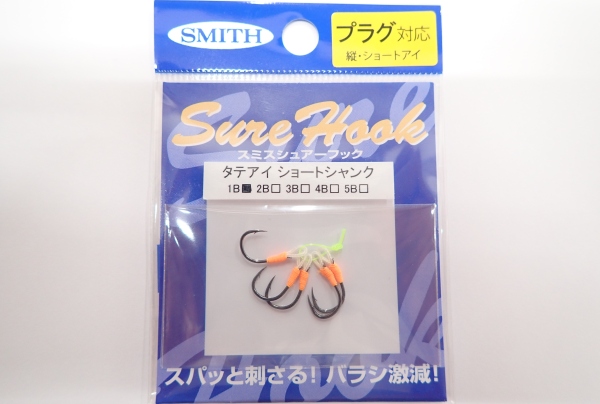 SMITH
プラグ対応
縦・ショートアイ
Sure Hook
スミスシュアーフック
タテアイ ショートシャンク
1B■ 2B□ 3B□ 4B□ 5B□
スパッと刺さる！バラシ激減！